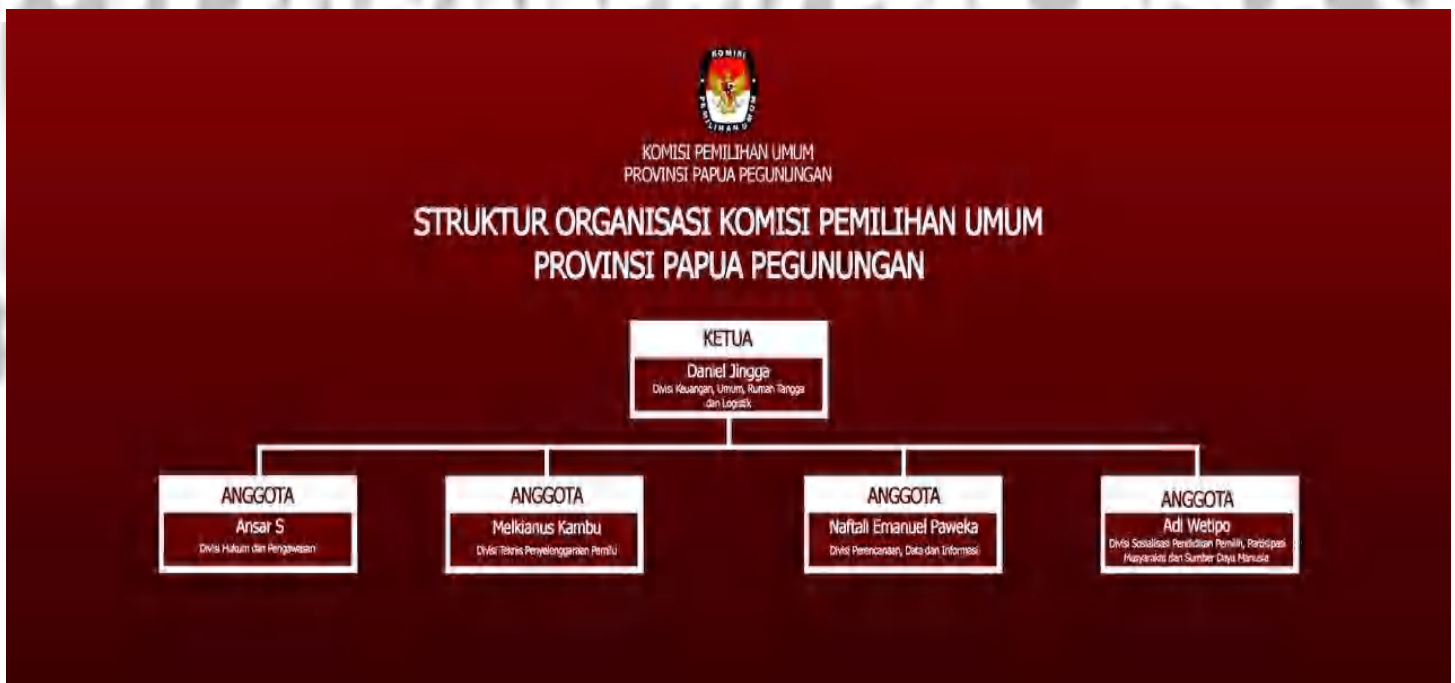 KOMISI
PEMILIHAN UMUM
KOMISI PEMILIHAN UMUM
PROVINSI PAPUA PEGUNUNGAN
STRUKTUR ORGANISASI KOMISI PEMILIHAN UMUM
PROVINSI PAPUA PEGUNUNGAN
KETUA
Daniel Jingga
Divisi Keuangan, Umum, Rumah Tangga
dan Logistik
ANGGOTA
Ansar S
Divisi Hukum dan Pengawasan
ANGGOTA
Melkianus Kambu
Divisi Teknis Penyelenggaraan Pemilu
ANGGOTA
Naftali Emanuel Paweka
Divisi Perencanaan, Data dan Informasi
ANGGOTA
Adi Wetipo
Divisi Sosialisasi Pendidikan Pemilih, Partisipasi
Masyarakat dan Sumber Daya Manusia